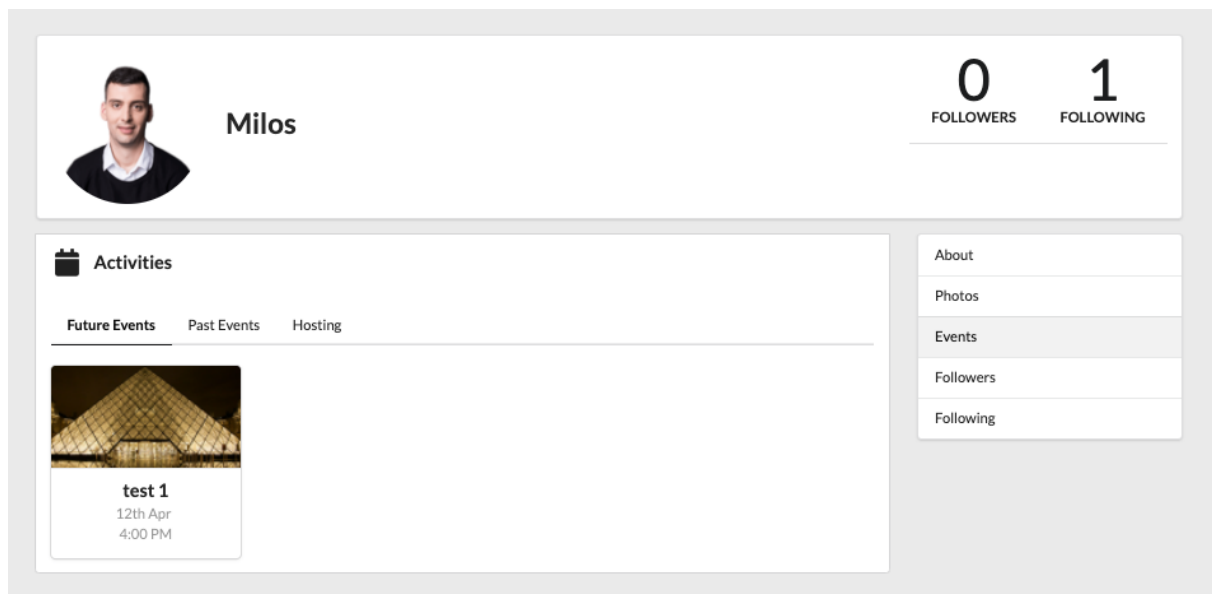 Milos
0 1
FOLLOWERS FOLLOWING
Activities
Future Events Past Events Hosting
test 1
12th Apr
4:00 PM
About
Photos
Events
Followers
Following